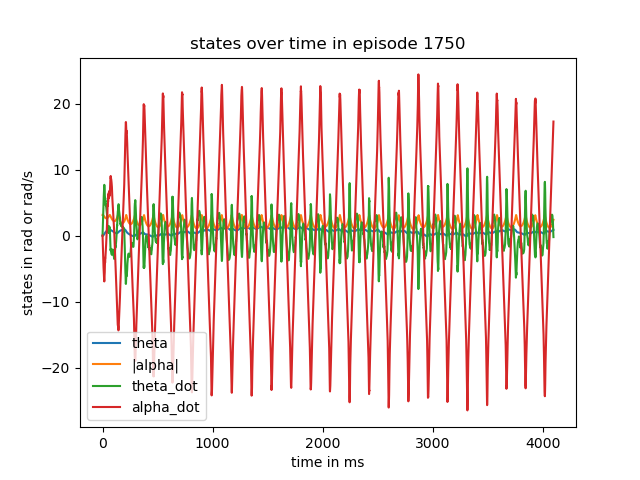 states over time in episode 1750
states in rad or rad/s
20
10
0
−10
−20
theta
|alpha|
theta_dot
alpha_dot
0
1000
2000
3000
4000
time in ms